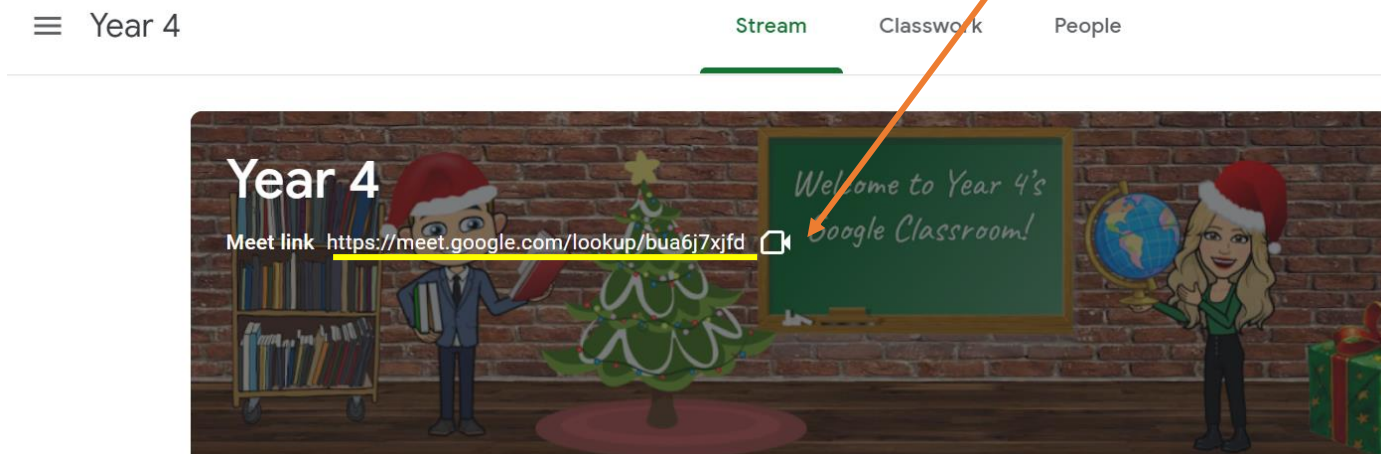 Year 4 Stream Classwork People
Year 4
Meet link https://meet.google.com/lookup/bua6j7xjfd
Welcome to Year 4's
Google Classroom!